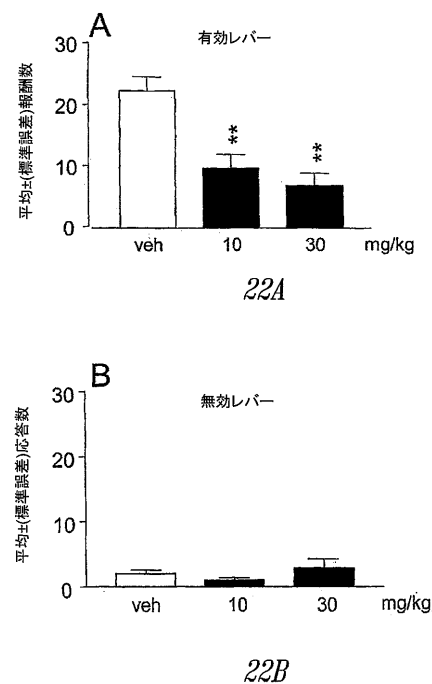 A
有効レバー
平均±(標準誤差)報酬数
30
20
10
0
**
**
veh 10 30 mg/kg
22A
B
無効レバー
平均±(標準誤差)応答数
30
20
10
0
veh 10 30 mg/kg
22B